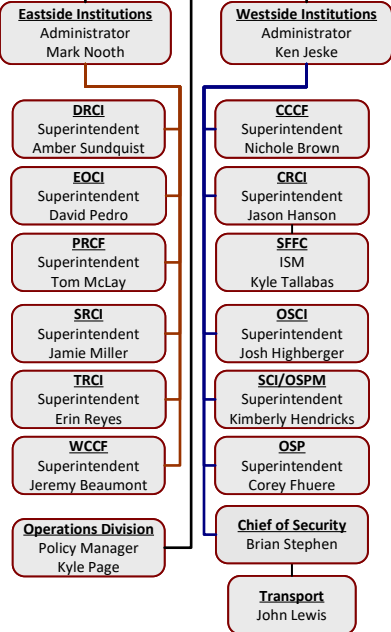 Eastside Institutions
Administrator
Mark Nooth
DRCI
Superintendent
Amber Sundquist
EOCI
Superintendent
David Pedro
PRCF
Superintendent
Tom McLay
SRCI
Superintendent
Jamie Miller
TRCI
Superintendent
Erin Reyes
WCCF
Superintendent
Jeremy Beaumont
Operations Division
Policy Manager
Kyle Page
Westside Institutions
Administrator
Ken Jeske
CCCF
Superintendent
Nichole Brown
CRCI
Superintendent
Jason Hanson
SFFC
ISM
Kyle Tallabas
OSCI
Superintendent
Josh Highberger
SCI/OSPM
Superintendent
Kimberly Hendricks
OSP
Superintendent
Corey Fhuere
Chief of Security
Brian Stephen
Transport
John Lewis